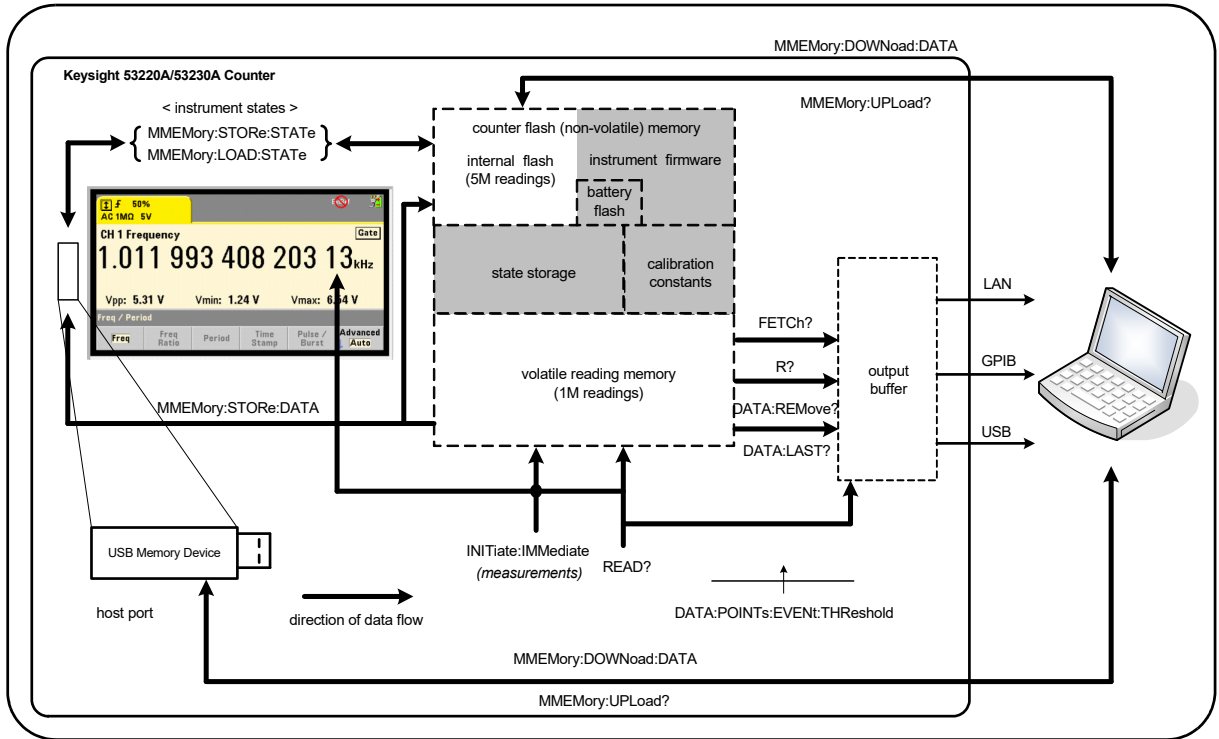 MMEMory:DOWNoad:DATA
Keysight 53220A/53230A Counter
MMEMory:UPLoad?
< instrument states >
{ MMEMory:STORe:STATe }
{ MMEMory:LOAD:STATe }
counter flash (non-volatile) memory
internal flash
(5M readings)
instrument firmware
battery
flash
state storage
calibration
constants
50%
AC 1MΩ 5V
CH 1 Frequency
Gate
1.011 993 408 203 13 kHz
Vpp: 5.31 V Vmin: 1.24 V Vmax: 6.54 V
Freq / Period
Freq
Freq
Ratio
Period
Time
Stamp
Pulse /
Burst
Advanced
Auto
volatile reading memory
(1M readings)
FETCh?
R?
DATA:REMove?
DATA:LAST?
output
buffer
LAN
GPIB
USB
MMEMory:STORe:DATA
USB Memory Device
host port
direction of data flow
INITiate:IMMediate
(measurements)
READ?
DATA:POINTs:EVENt:THReshold
MMEMory:DOWNoad:DATA
MMEMory:UPLoad?